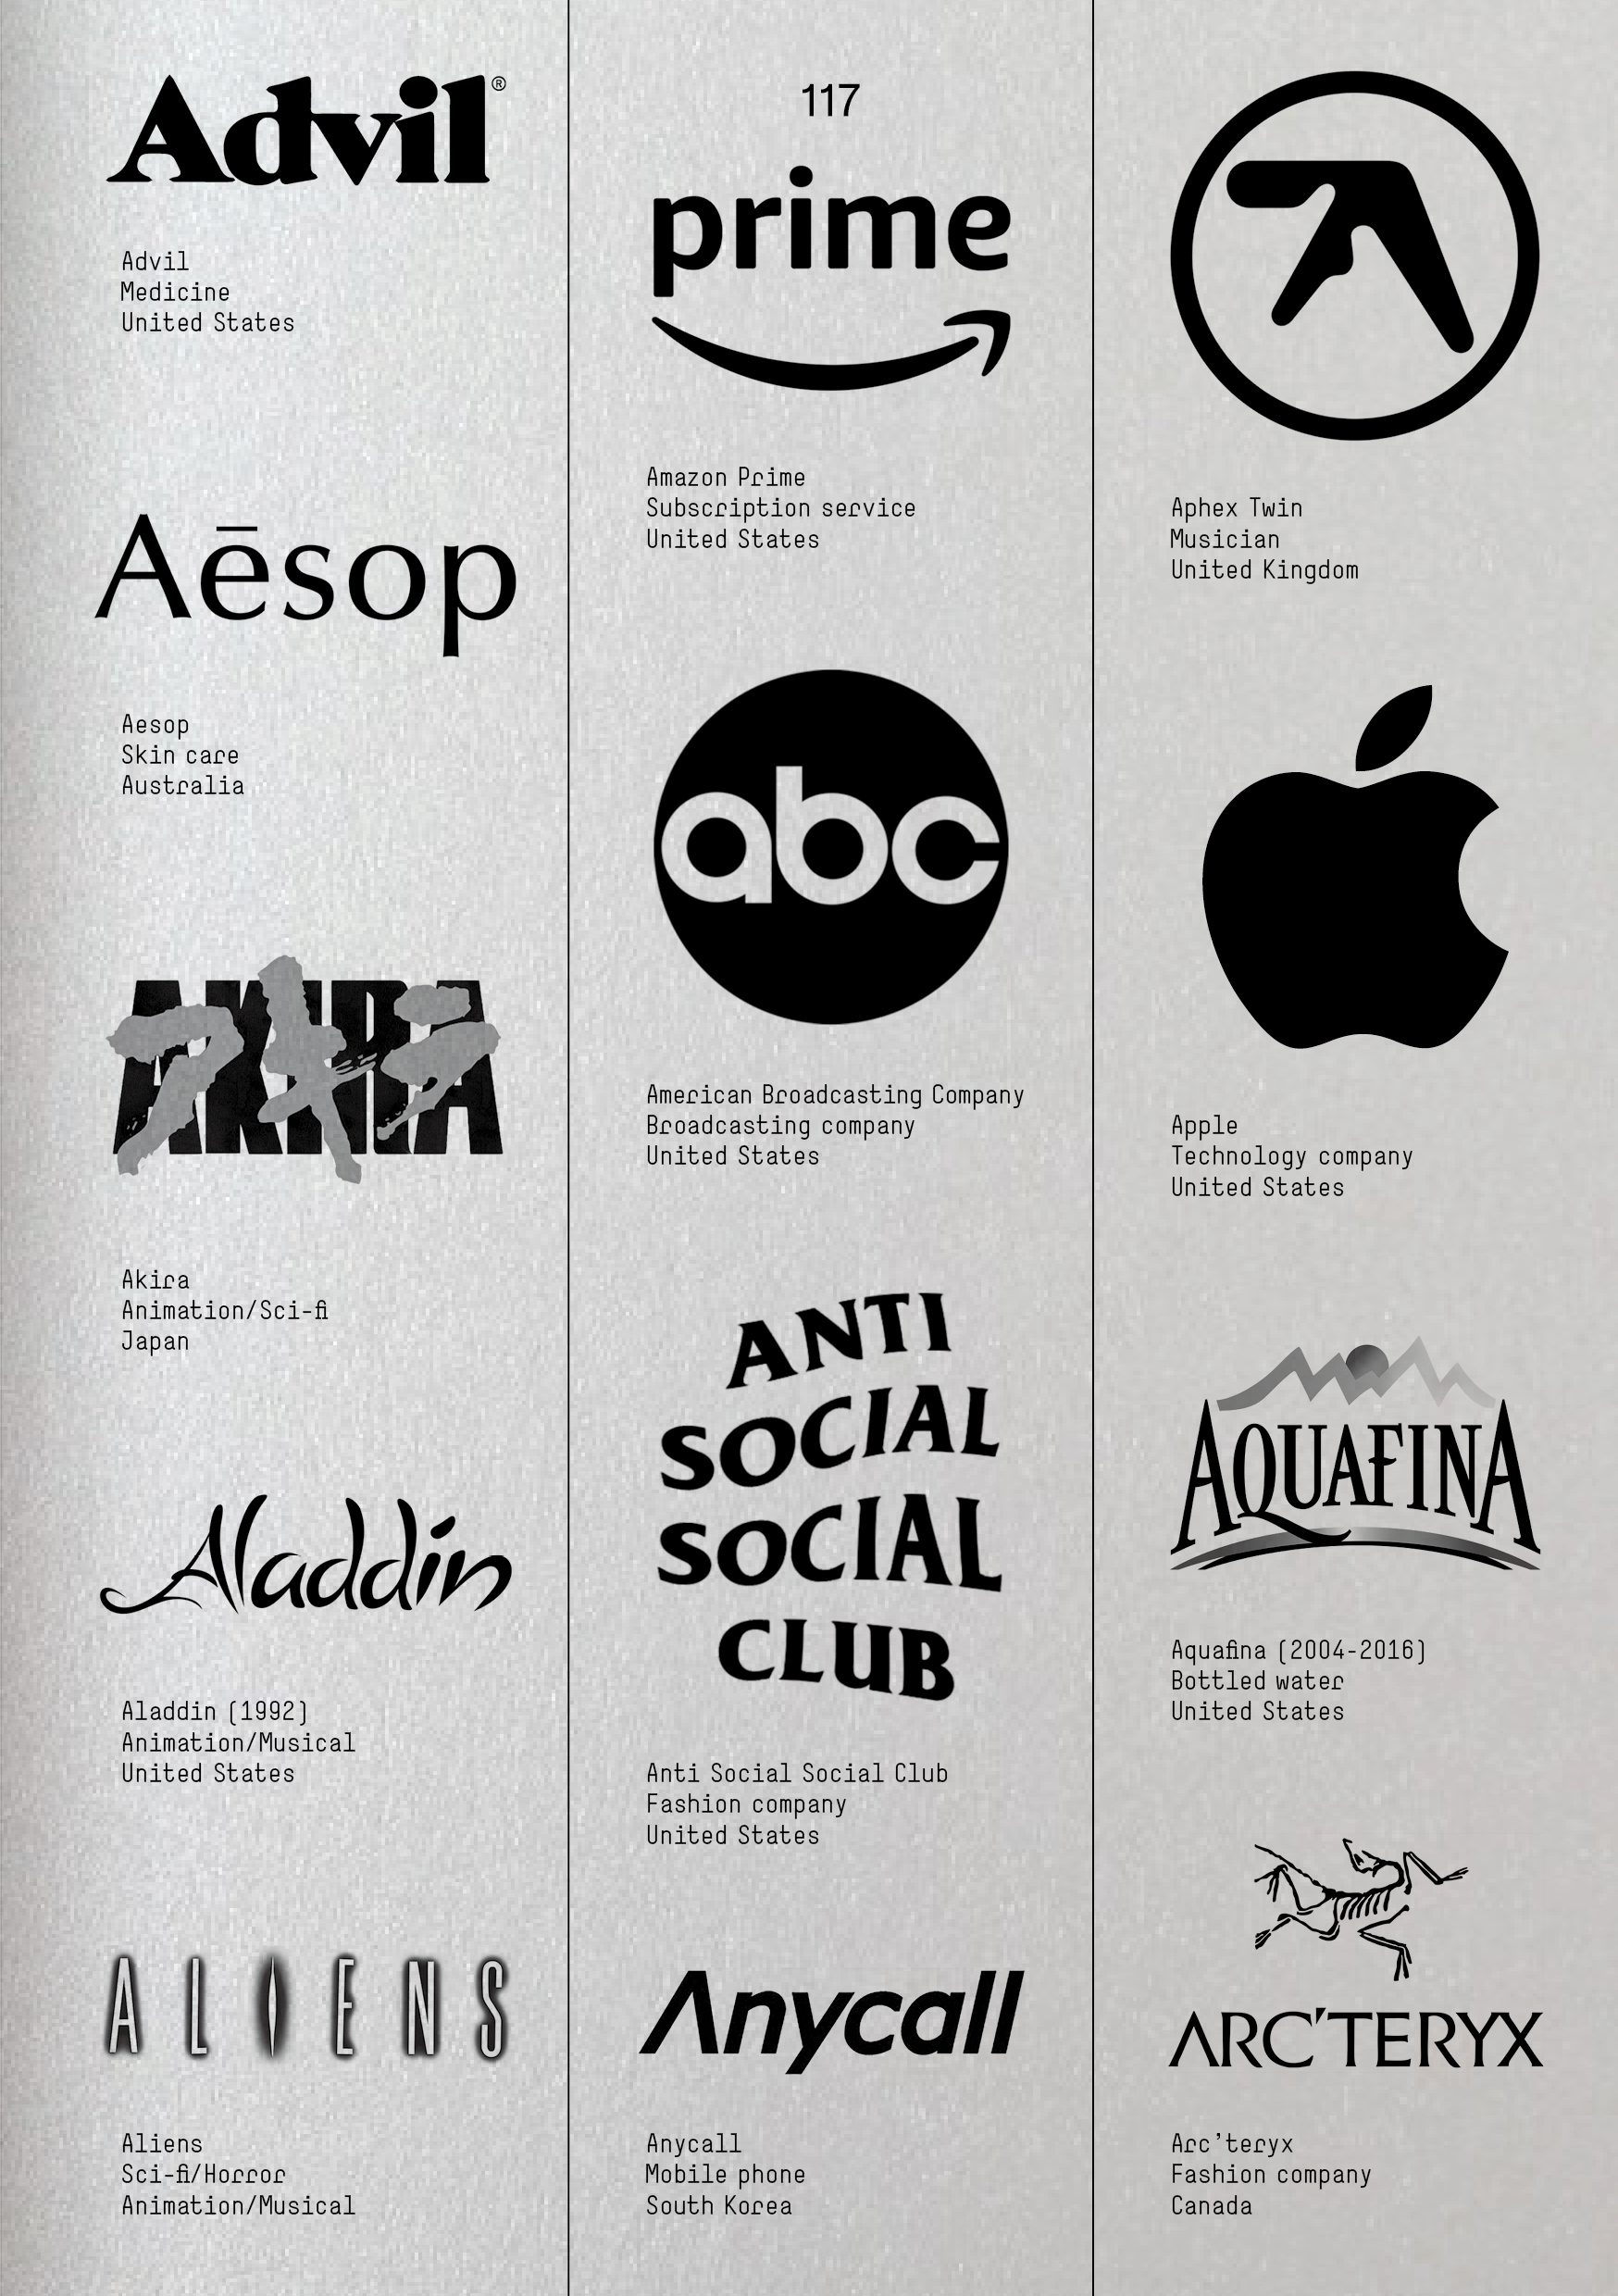 Advil®
Advil
Medicine
United States
Aēsop
Aesop
Skin care
Australia
AKIRA
アキラ
Akira
Animation/Sci-fi
Japan
Aladdin
Aladdin (1992)
Animation/Musical
United States
ALIENS
Aliens
Sci-fi/Horror
Animation/Musical
117
prime
Amazon Prime
Subscription service
United States
abc
American Broadcasting Company
Broadcasting company
United States
ANTI
SOCIAL
SOCIAL
CLUB
Anti Social Social Club
Fashion company
United States
Anycall
Anycall
Mobile phone
South Korea
Aphex Twin
Musician
United Kingdom
Apple
Technology company
United States
AQUAFINA
Aquafina (2004-2016)
Bottled water
United States
ARC'TERYX
Arc’teryx
Fashion company
Canada